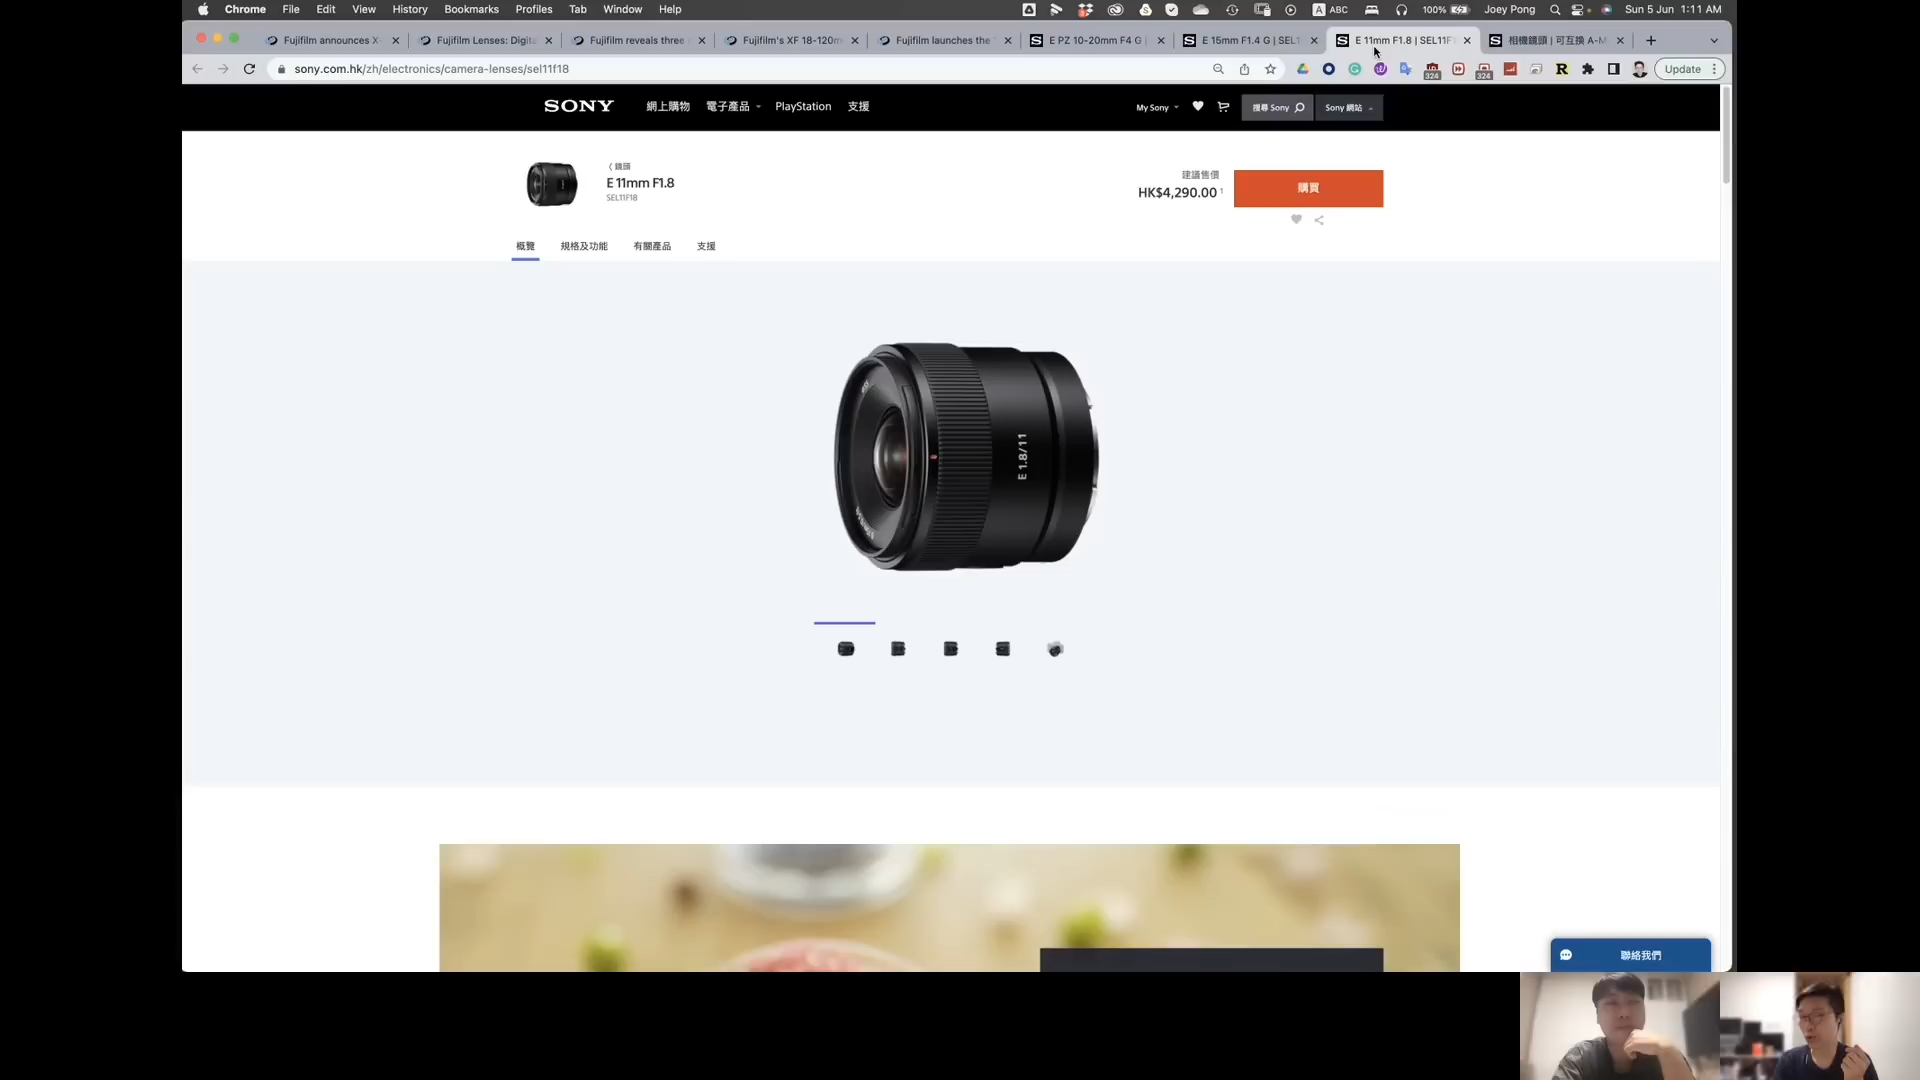 Chrome File Edit View History Bookmarks Profiles Tab Window Help
A ABC 100% Joey Pong Sun 5 Jun 1:11 AM
Fujifilm announces X- Fujifilm Lenses: Digita Fujifilm reveals three Fujifilm's XF 18-120m Fujifilm launches the E PZ 10-20mm F4 G | E 15mm F1.4 G | SEL1 E 11mm F1.8 | SEL11F 相機鏡頭 | 可互換 A-M
sony.com.hk/zh/electronics/camera-lenses/sel11f18
324 324 R Update
SONY 網上購物 電子產品 PlayStation 支援 My Sony 搜尋 Sony Sony 網站
鏡頭
E 11mm F1.8
SEL11F18
建議售價
HK$4,290.00 1
購買
概覽 規格及功能 有關產品 支援
E 1.8/11
聯絡我們